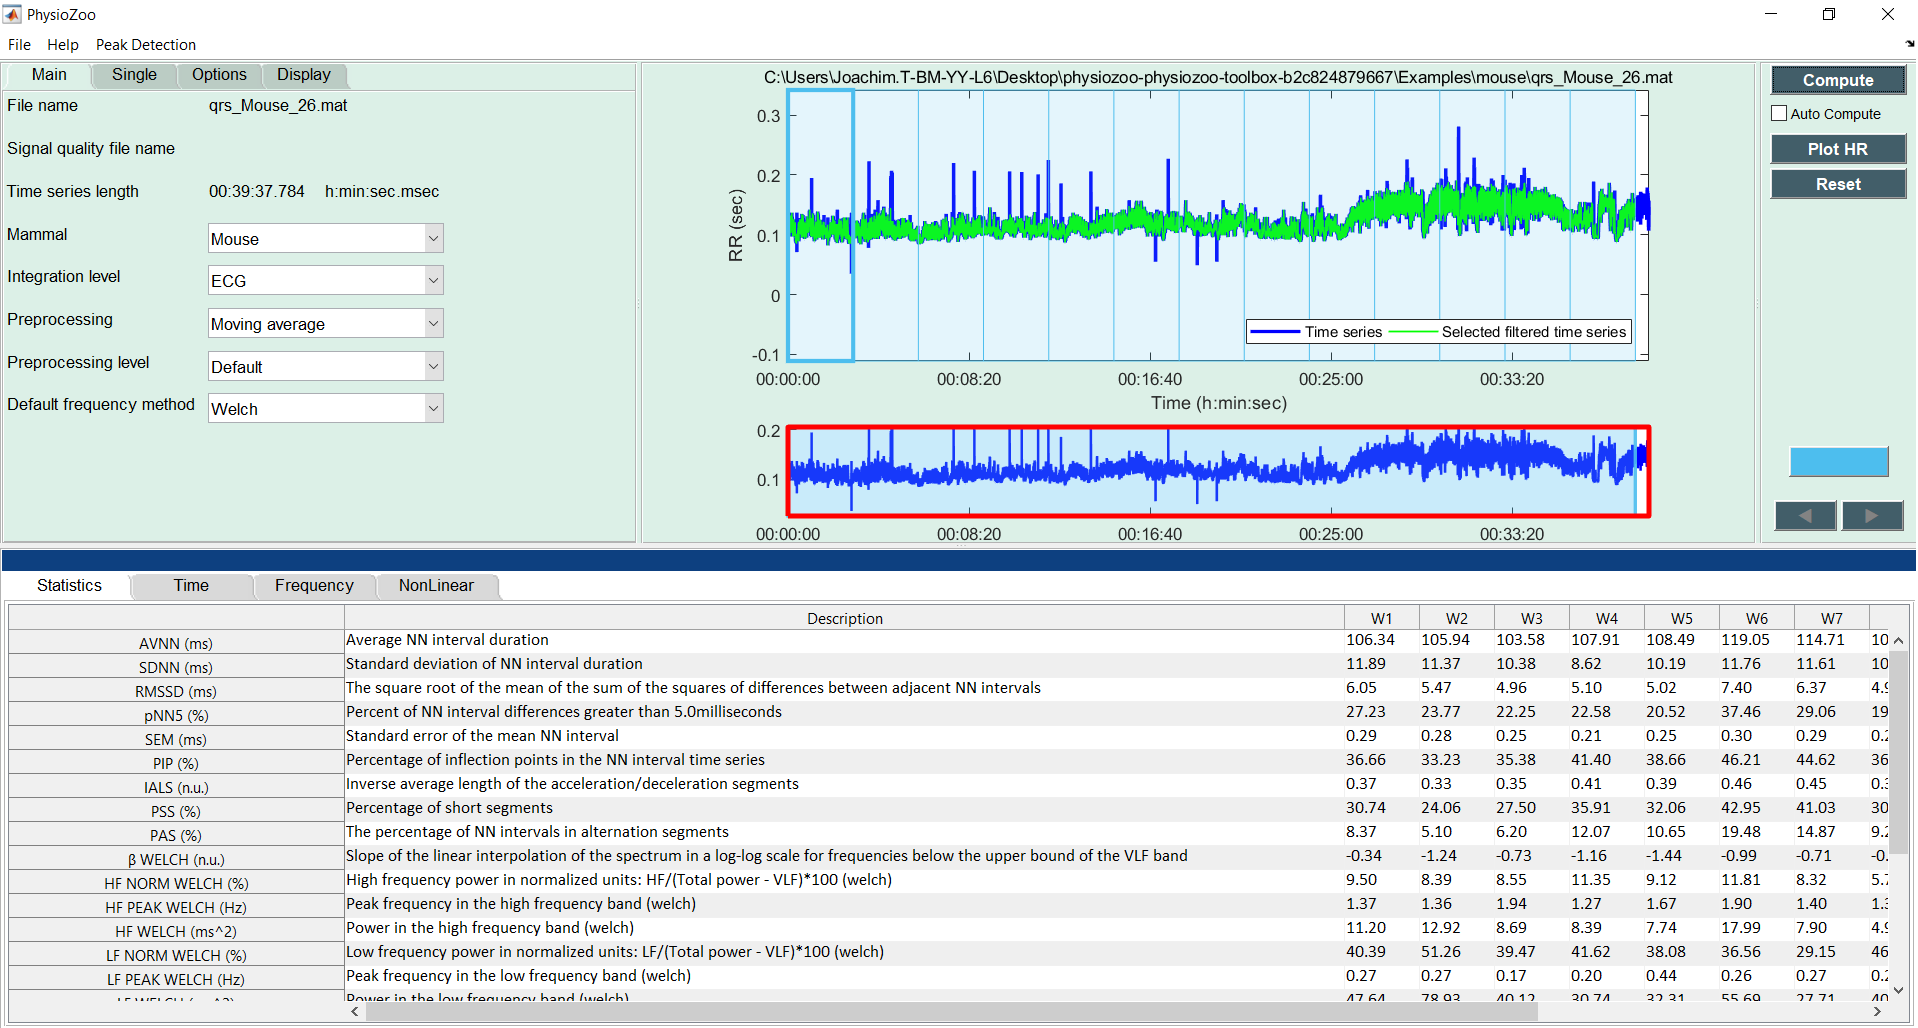 PhysioZoo
File Help Peak Detection
Main Single Options Display
File name qrs_Mouse_26.mat
Signal quality file name
Time series length 00:39:37.784 h:min:sec.msec
Mammal Mouse
Integration level ECG
Preprocessing Moving average
Preprocessing level Default
Default frequency method Welch
C:\Users\Joachim.T-BM-YY-L6\Desktop\physiozoo-physiozoo-toolbox-b2c824879667\Examples\mouse\qrs_Mouse_26.mat
RR (sec)
0.3
0.2
0.1
0
-0.1
Time series Selected filtered time series
00:00:00 00:08:20 00:16:40 00:25:00 00:33:20
Time (h:min:sec)
0.2
0.1
00:00:00 00:08:20 00:16:40 00:25:00 00:33:20
Compute
Auto Compute
Plot HR
Reset
Statistics Time Frequency NonLinear
Description W1 W2 W3 W4 W5 W6 W7
AVNN (ms) Average NN interval duration 106.34 105.94 103.58 107.91 108.49 119.05 114.71 10
SDNN (ms) Standard deviation of NN interval duration 11.89 11.37 10.38 8.62 10.19 11.76 11.61 10
RMSSD (ms) The square root of the mean of the sum of the squares of differences between adjacent NN intervals 6.05 5.47 4.96 5.10 5.02 7.40 6.37 4.9
pNN5 (%) Percent of NN interval differences greater than 5.0milliseconds 27.23 23.77 22.25 22.58 20.52 37.46 29.06 19
SEM (ms) Standard error of the mean NN interval 0.29 0.28 0.25 0.21 0.25 0.30 0.29 0.2
PIP (%) Percentage of inflection points in the NN interval time series 36.66 33.23 35.38 41.40 38.66 46.21 44.62 36
IALS (n.u.) Inverse average length of the acceleration/deceleration segments 0.37 0.33 0.35 0.41 0.39 0.46 0.45 0.3
PSS (%) Percentage of short segments 30.74 24.06 27.50 35.91 32.06 42.95 41.03 30
PAS (%) The percentage of NN intervals in alternation segments 8.37 5.10 6.20 12.07 10.65 19.48 14.87 9.2
β WELCH (n.u.) Slope of the linear interpolation of the spectrum in a log-log scale for frequencies below the upper bound of the VLF band -0.34 -1.24 -0.73 -1.16 -1.44 -0.99 -0.71 -0.
HF NORM WELCH (%) High frequency power in normalized units: HF/(Total power - VLF)*100 (welch) 9.50 8.39 8.55 11.35 9.12 11.81 8.32 5.7
HF PEAK WELCH (Hz) Peak frequency in the high frequency band (welch) 1.37 1.36 1.94 1.27 1.67 1.90 1.40 1.3
HF WELCH (ms^2) Power in the high frequency band (welch) 11.20 12.92 8.69 8.39 7.74 17.99 7.90 4.9
LF NORM WELCH (%) Low frequency power in normalized units: LF/(Total power - VLF)*100 (welch) 40.39 51.26 39.47 41.62 38.08 36.56 29.15 46
LF PEAK WELCH (Hz) Peak frequency in the low frequency band (welch) 0.27 0.27 0.17 0.20 0.44 0.26 0.27 0.2
LF WELCH (ms^2) Power in the low frequency band (welch) 47.64 78.93 40.12 30.74 32.31 55.69 27.71 40